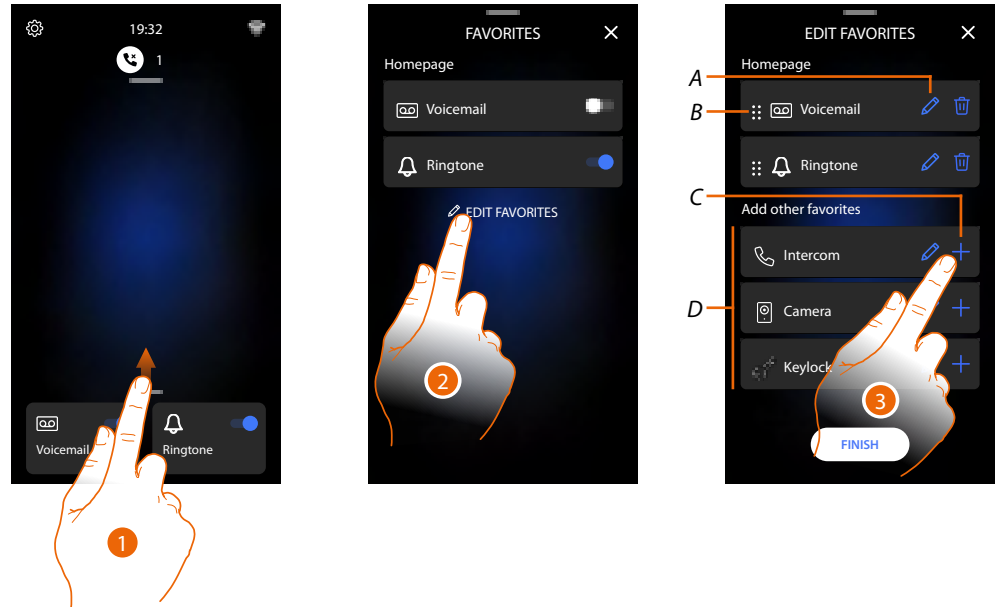 19:32
1
Voicemail
Ringtone
1
FAVORITES
Homepage
Voicemail
Ringtone
EDIT FAVORITES
2
EDIT FAVORITES
Homepage
A
B
Voicemail
Ringtone
C
Add other favorites
Intercom
D
Camera
Keylock
3
FINISH